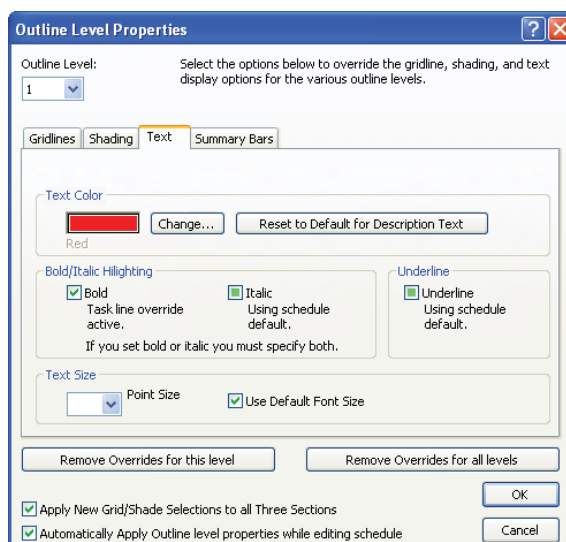 Outline Level Properties
Outline Level:
Select the options below to override the gridline, shading, and text
display options for the various outline levels.
1
Gridlines Shading Text Summary Bars
Text Color
Change... Reset to Default for Description Text
Red
Bold/Italic Hilighting
Bold
Task line override
active.
Italic
Using schedule
default.
If you set bold or italic you must specify both.
Underline
Underline
Using schedule
default.
Text Size
Point Size
Use Default Font Size
Remove Overrides for this level Remove Overrides for all levels
Apply New Grid/Shade Selections to all Three Sections
OK
Automatically Apply Outline level properties while editing schedule
Cancel